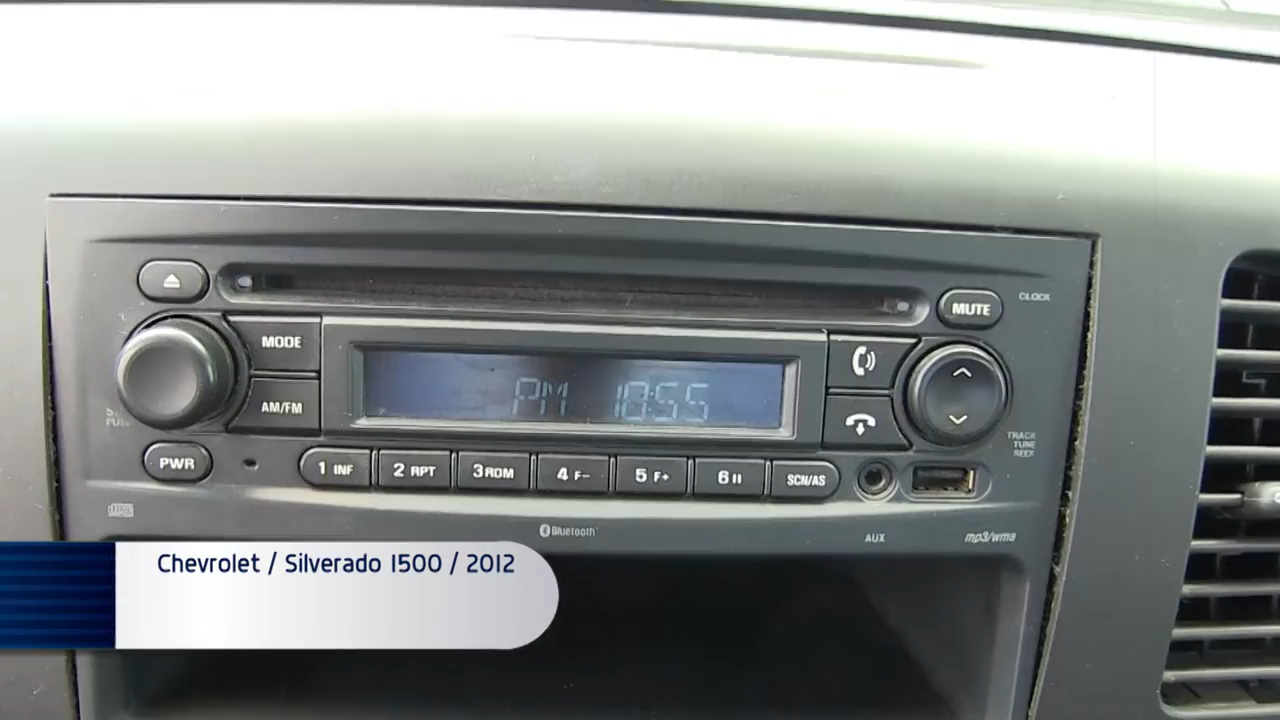 MUTE
CLOCK
MODE
AM/FM
PM 10:55
PWR
1 INF
2 RPT
3 RDM
4 F-
5 F+
6 II
SCN/AS
TRACK
TUNE
SEEK
Bluetooth
AUX
mp3/wma
Chevrolet / Silverado 1500 / 2012